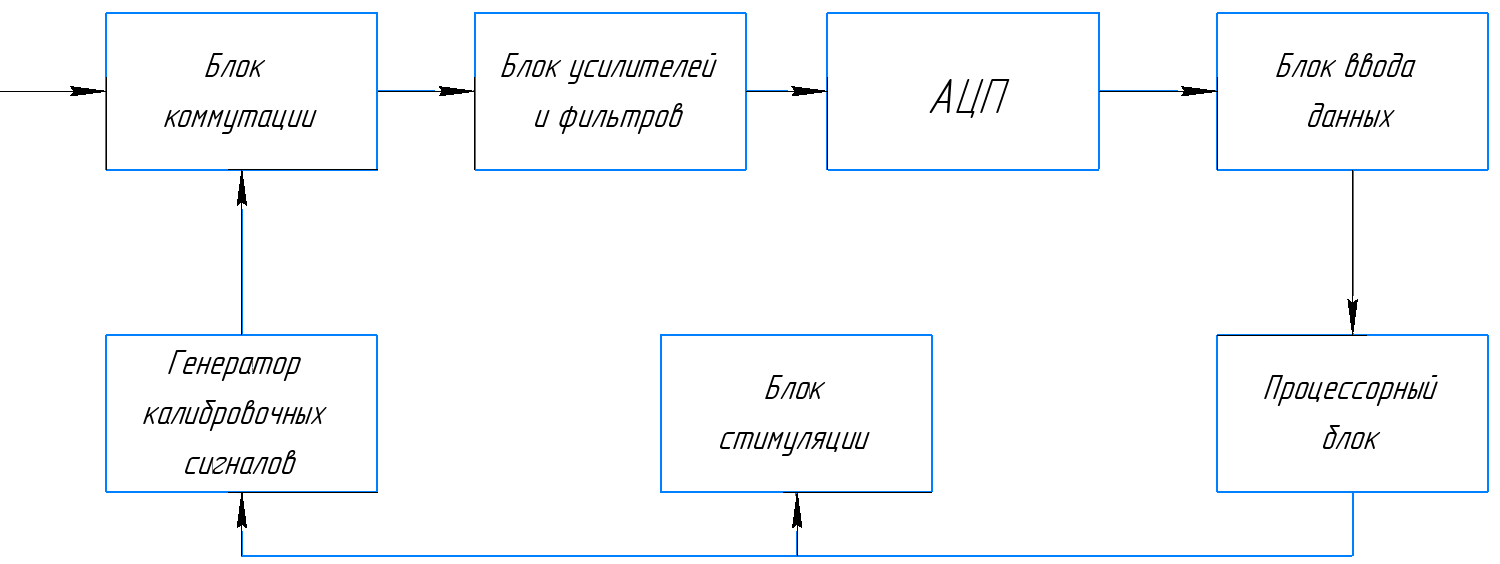 Блок
коммутации
Блок усилителей
и фильтров
АЦП
Блок ввода
данных
Генератор
калибровочных
сигналов
Блок
стимуляции
Процессорный
блок